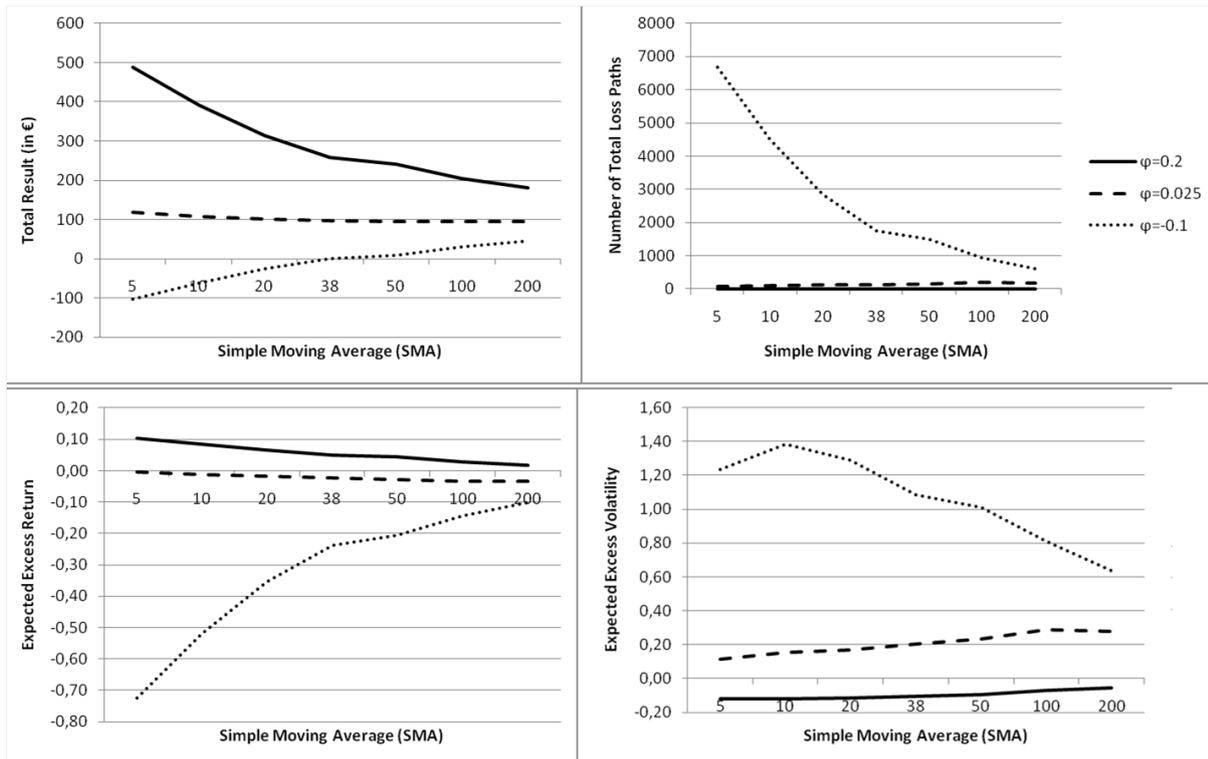 600
500
400
300
200
100
0
-100
-200
Total Result (in €)
5 10 20 38 50 100 200
Simple Moving Average (SMA)
8000
7000
6000
5000
4000
3000
2000
1000
0
Number of Total Loss Paths
5 10 20 38 50 100 200
Simple Moving Average (SMA)
φ=0.2
φ=0.025
φ=-0.1
0,20
0,10
0,00
-0,10
-0,20
-0,30
-0,40
-0,50
-0,60
-0,70
-0,80
Expected Excess Return
5 10 20 38 50 100 200
Simple Moving Average (SMA)
1,60
1,40
1,20
1,00
0,80
0,60
0,40
0,20
0,00
-0,20
Expected Excess Volatility
5 10 20 38 50 100 200
Simple Moving Average (SMA)